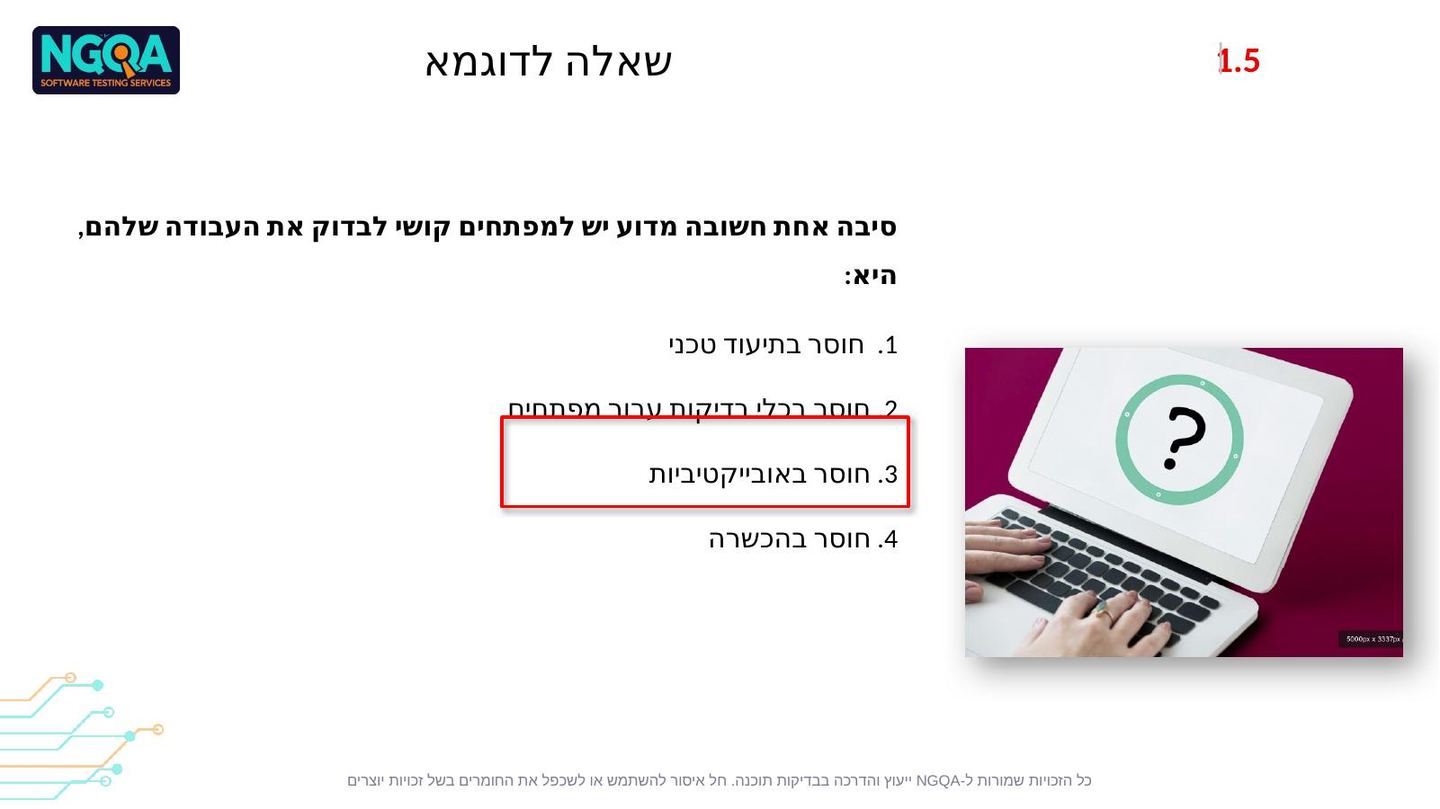 NGQA
SOFTWARE TESTING SERVICES
שאלה לדוגמא
1.5
סיבה אחת חשובה מדוע יש למפתחים קושי לבדוק את העבודה שלהם,
היא:
1. חוסר בתיעוד טכני
2. חוסר בכלי בדיקות עבור מפתחים
3. חוסר באובייקטיביות
4. חוסר בהכשרה
?
5000px x 3337px
כל הזכויות שמורות ל-NGQA ייעוץ והדרכה בבדיקות תוכנה. חל איסור להשתמש או לשכפל את החומרים בשל זכויות יוצרים